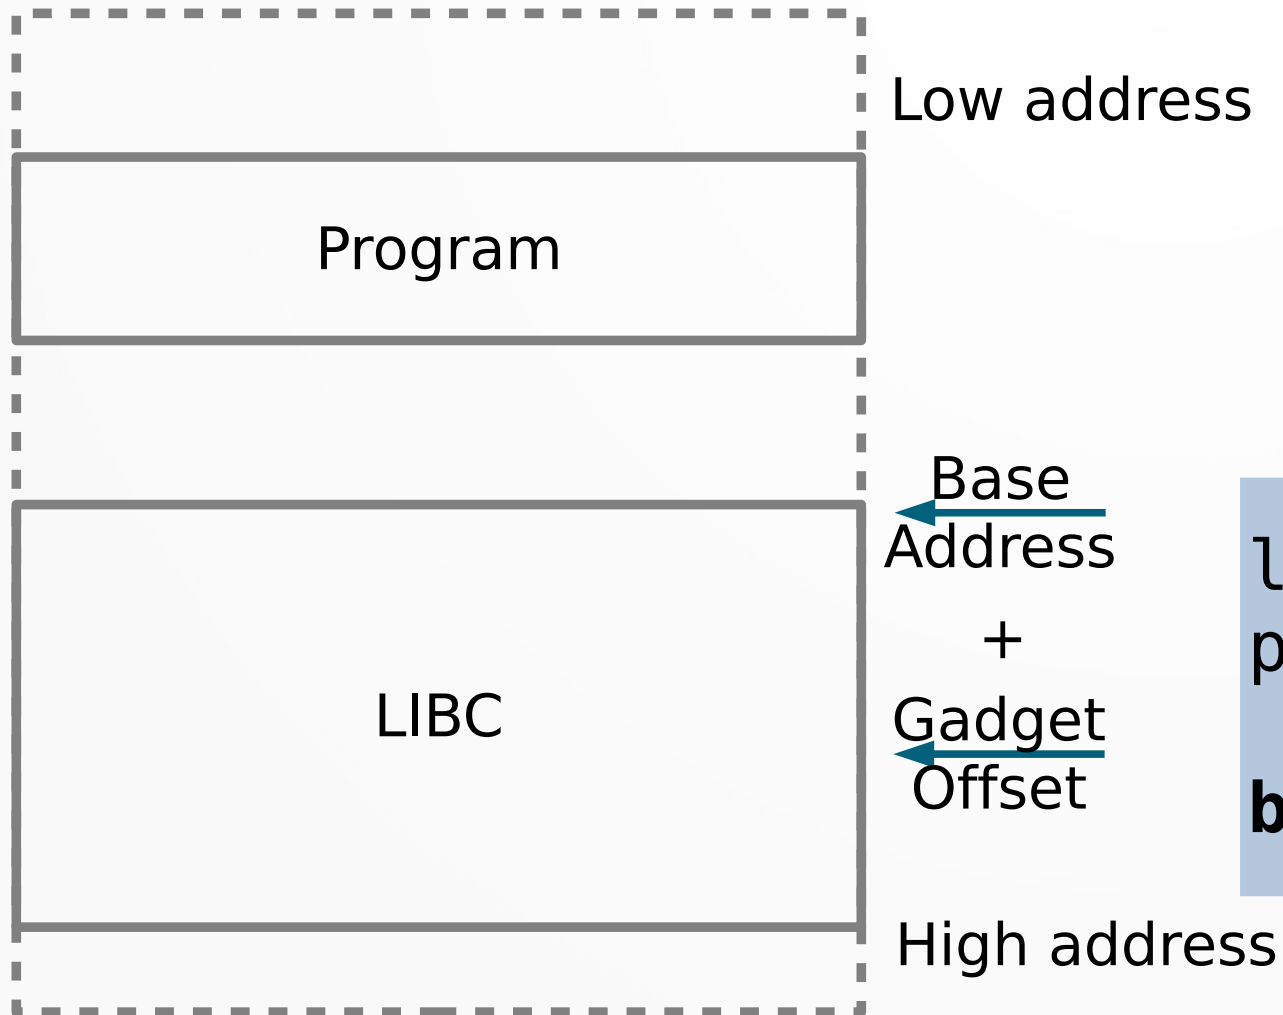 Low address
Program
Base
Address
+
LIBC
Gadget
Offset
High address